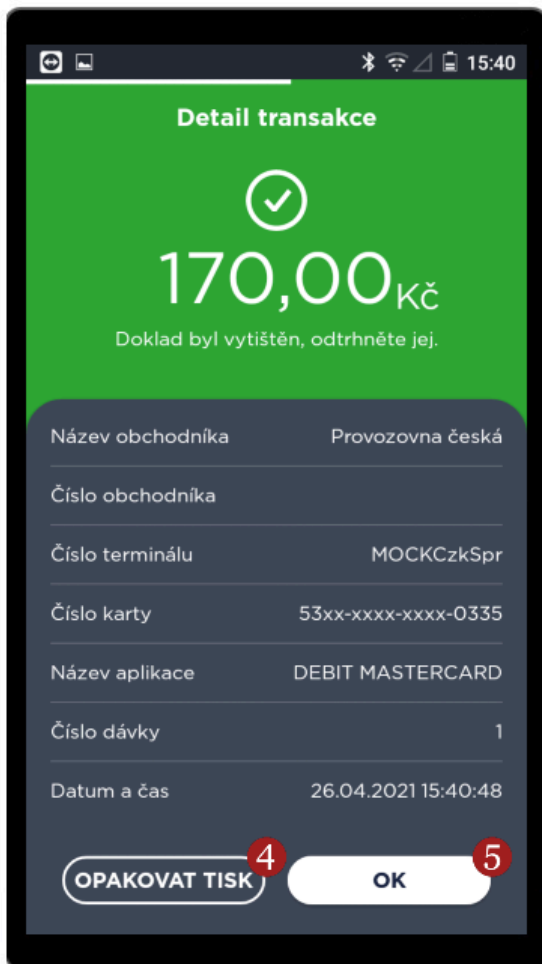 15:40
Detail transakce
170,00 Kč
Doklad byl vytištěn, odtrhněte jej.
Název obchodníka Provozovna česká
Číslo obchodníka
Číslo terminálu MOCKCzkSpr
Číslo karty 53xx-xxxx-xxxx-0335
Název aplikace DEBIT MASTERCARD
Číslo dávky 1
Datum a čas 26.04.2021 15:40:48
OPAKOVAT TISK 4 OK 5